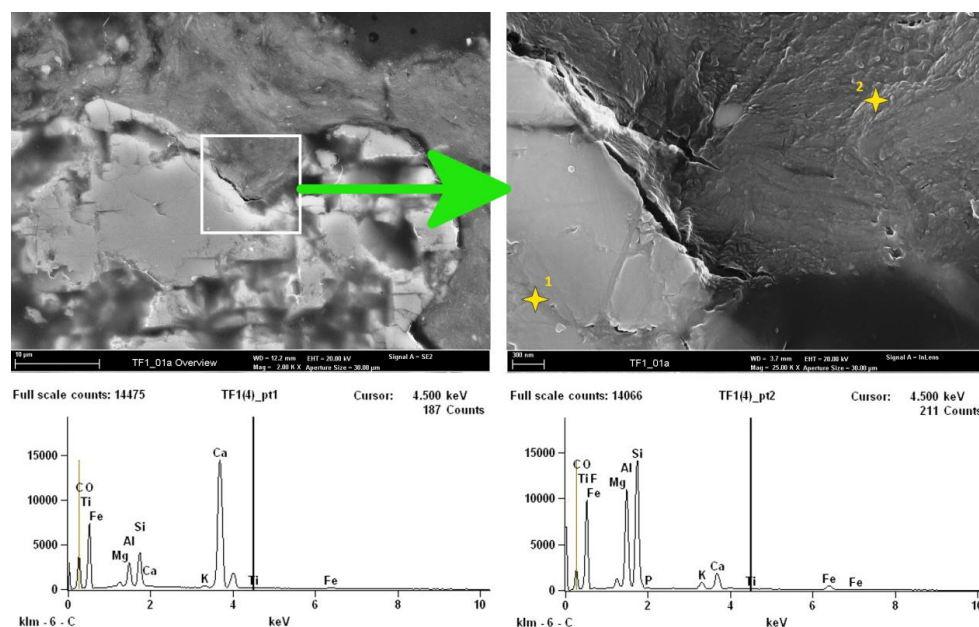 2
1
10 µm
TF1_01a Overview
WD = 12.2 mm EHT = 20.00 kV Signal A = SE2
Mag = 2.00 K X Aperture Size = 30.00 µm
300 nm
TF1_01a
WD = 3.7 mm EHT = 20.00 kV Signal A = InLens
Mag = 25.00 K X Aperture Size = 30.00 µm
Full scale counts: 14475 TF1(4)_pt1 Cursor: 4.500 keV
187 Counts
15000
10000
5000
0
C O
Ti
Fe
Mg
Al
Si
Ca
Ca
K
Ti
Fe
0 2 4 6 8 10
klm - 6 - C keV
Full scale counts: 14066 TF1(4)_pt2 Cursor: 4.500 keV
211 Counts
15000
10000
5000
0
C O
Ti F
Fe
Mg
Al
Si
P
K
Ca
Ti
Fe
Fe
0 2 4 6 8 10
klm - 6 - C keV